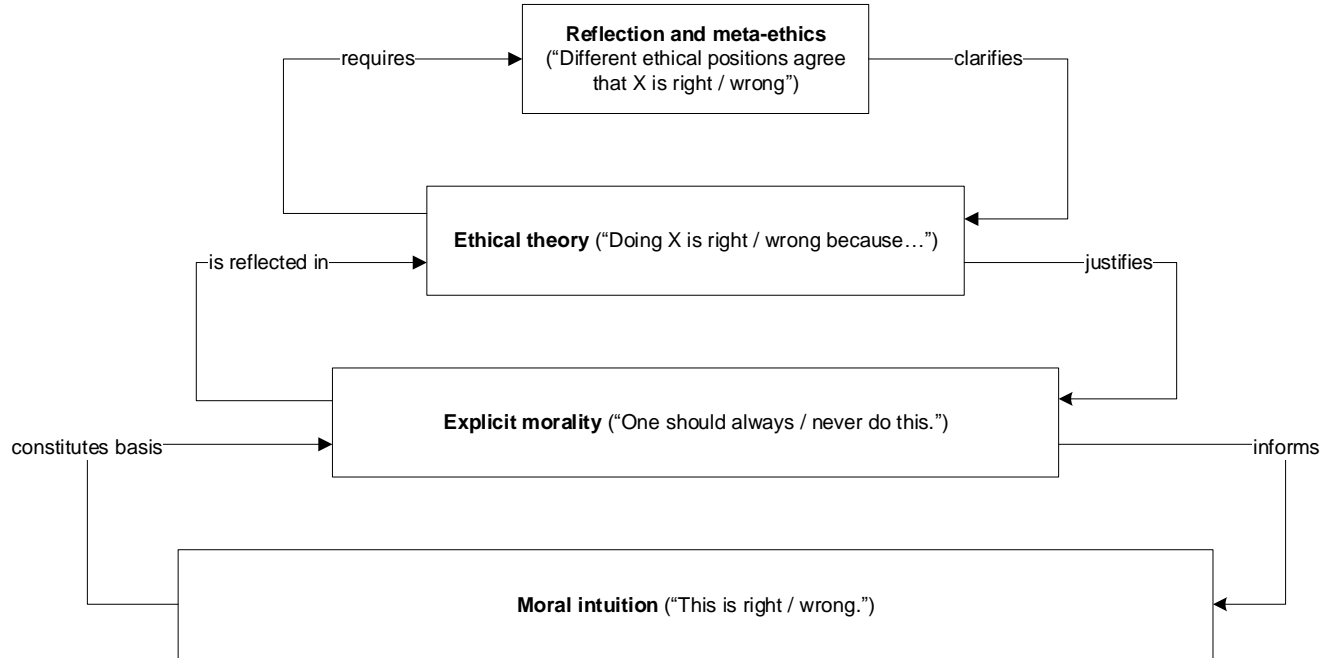 Reflection and meta-ethics
(“Different ethical positions agree
that X is right / wrong”)
requires
clarifies
Ethical theory (“Doing X is right / wrong because…”)
is reflected in
justifies
Explicit morality (“One should always / never do this.”)
constitutes basis
informs
Moral intuition (“This is right / wrong.”)